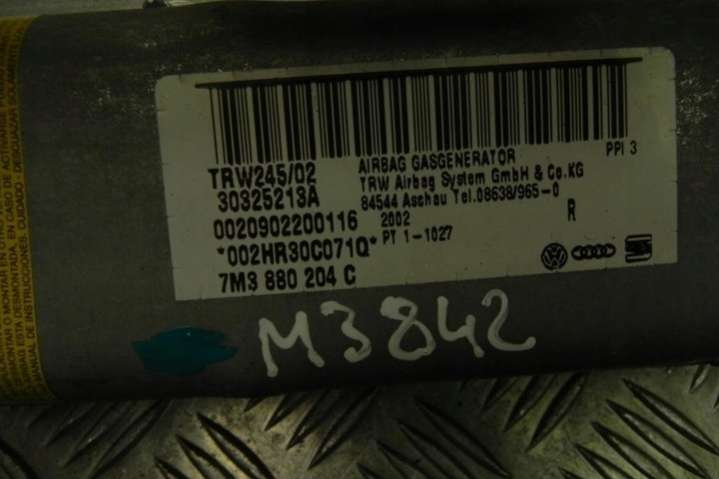 TRW245/02
30325213A
0020902200116
*002HR30C071Q*
7M3 880 204 C
AIRBAG GASGENERATOR
PPI 3
TRW Airbag System GmbH & Co.KG
84544 Aschau Tel.08638/965-0
2002
R
PT 1-1027
M3842